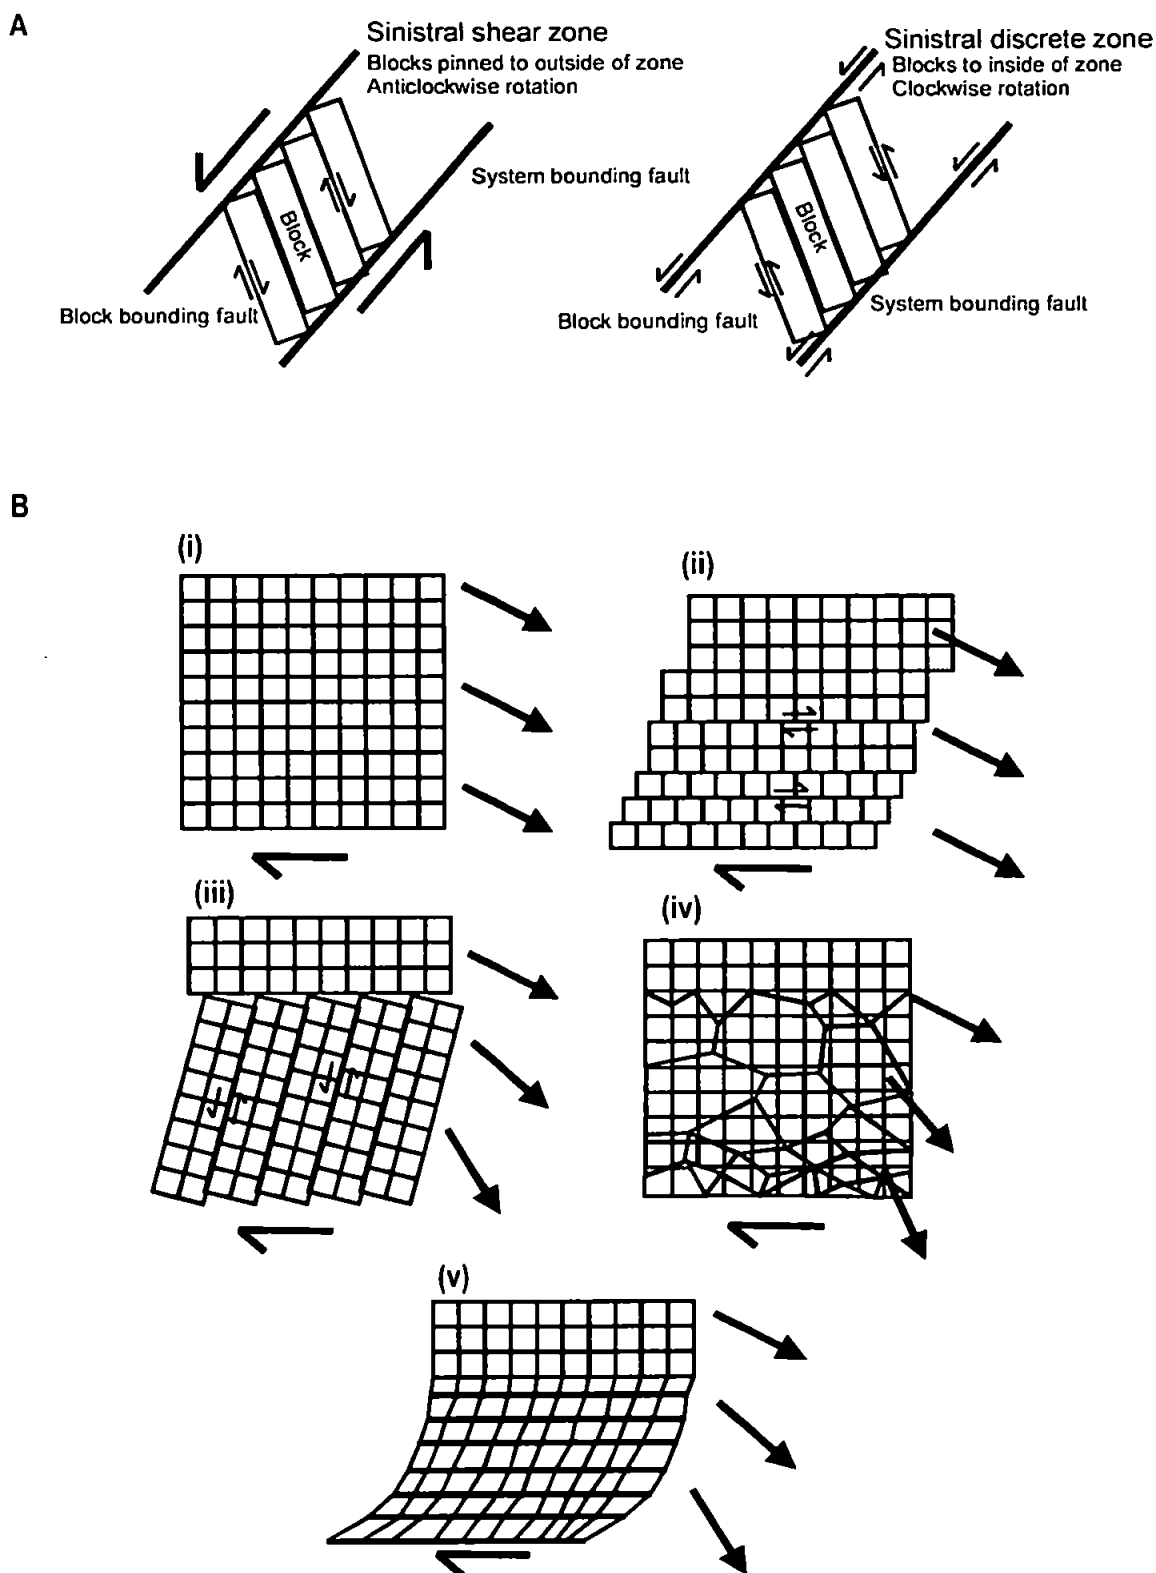 A
Sinistral shear zone
Blocks pinned to outside of zone
Anticlockwise rotation
System bounding fault
Block
Block bounding fault
Sinistral discrete zone
Blocks to inside of zone
Clockwise rotation
Block
Block bounding fault
System bounding fault
B
(i)
(ii)
(iii)
(iv)
(v)